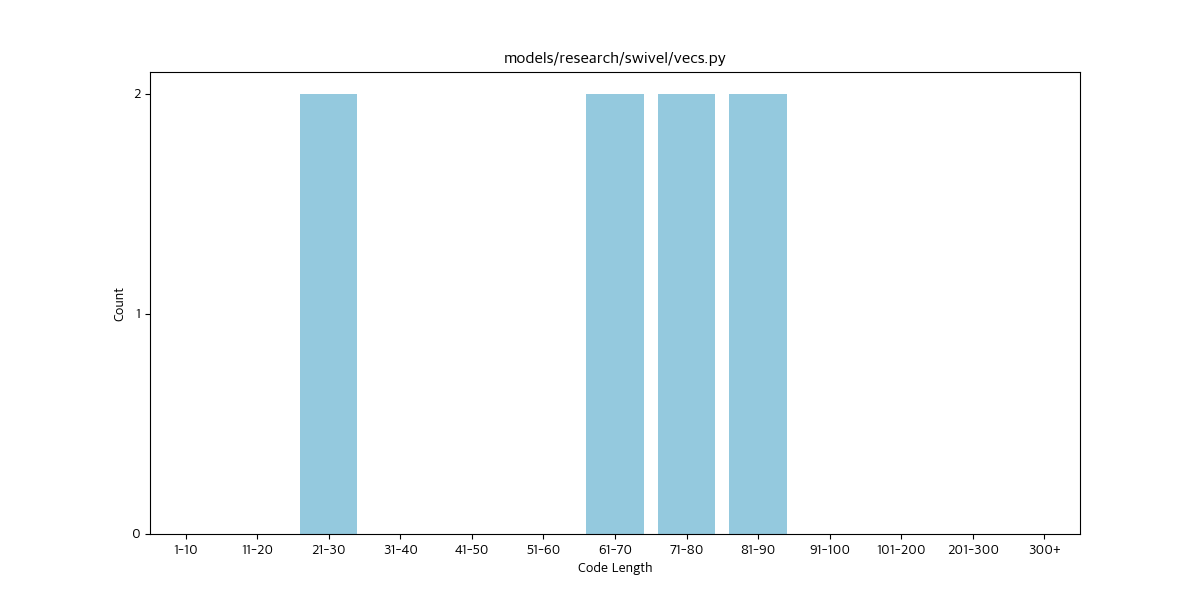 models/research/swivel/vecs.py
Count
2
1
0
1-10 11-20 21-30 31-40 41-50 51-60 61-70 71-80 81-90 91-100 101-200 201-300 300+
Code Length